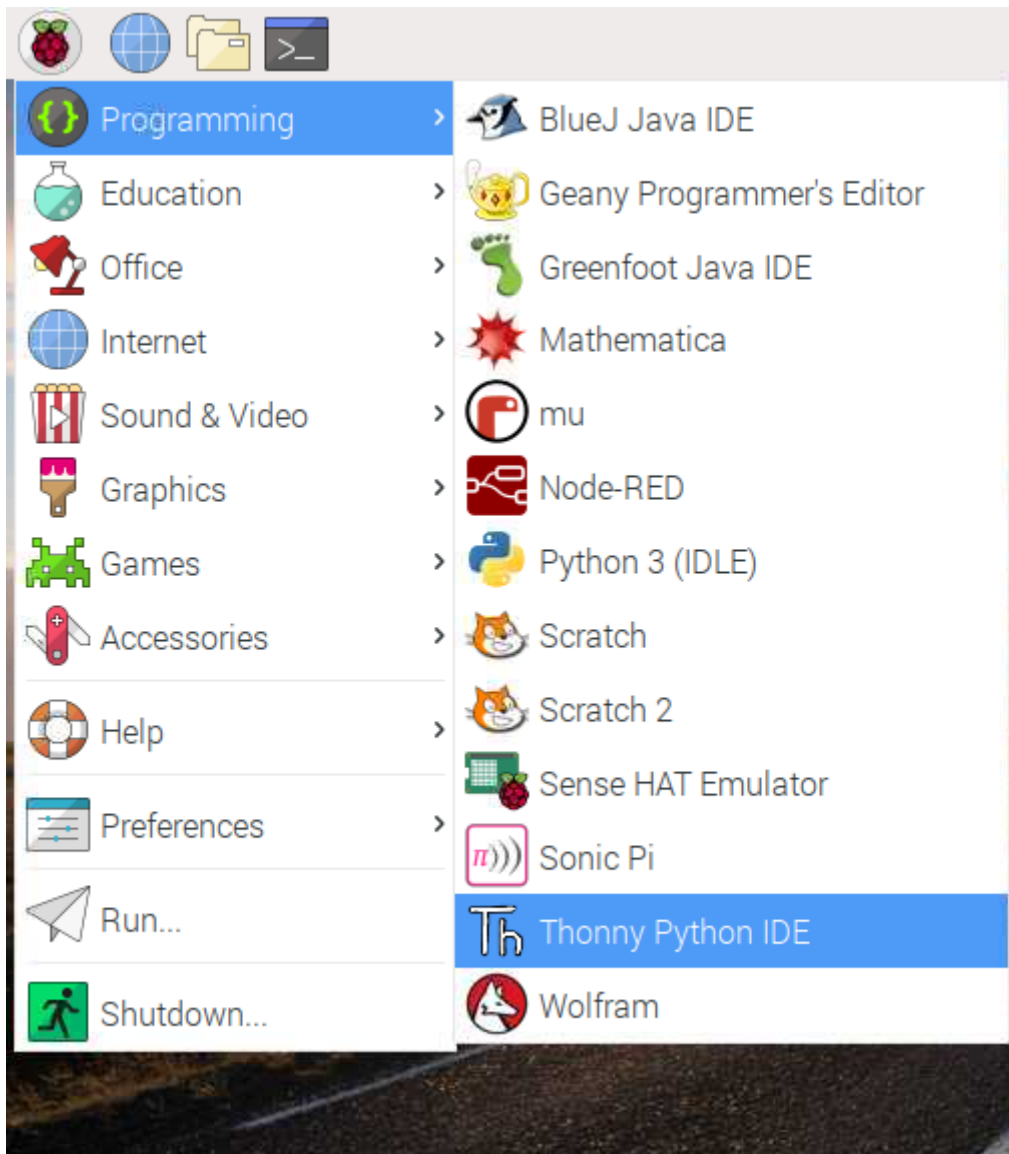 Programming
Education
Office
Internet
Sound & Video
Graphics
Games
Accessories
Help
Preferences
Run...
Shutdown...
BlueJ Java IDE
Geany Programmer's Editor
Greenfoot Java IDE
Mathematica
mu
Node-RED
Python 3 (IDLE)
Scratch
Scratch 2
Sense HAT Emulator
π)))
Sonic Pi
Th
Thonny Python IDE
Wolfram